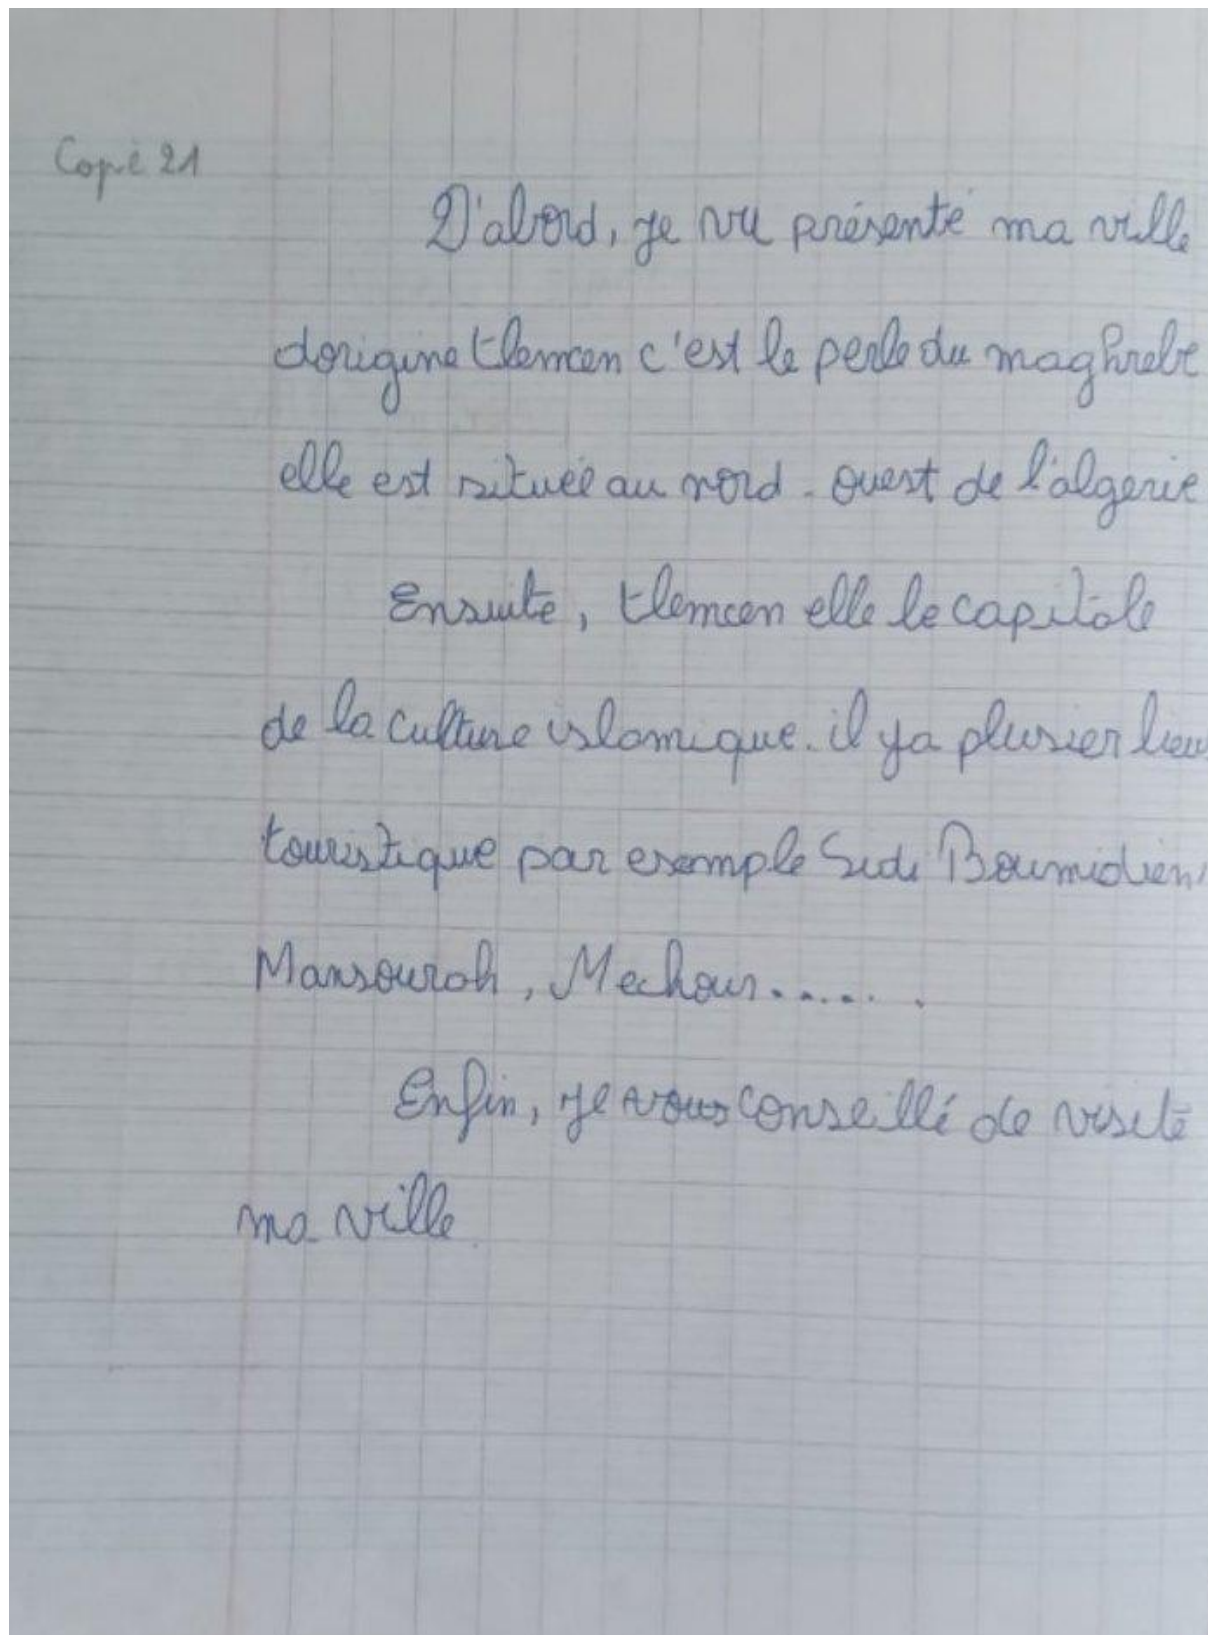 Copie 21
D'abord, je vu présenté ma ville
dorigine tlemcen c'est le perle du maghrebe
elle est situeé au nord - ouest de l'algerie
Ensuite, tlemcen elle le capitale
de la culture islamique. il ya plusier lieu
touristique par exemple Sidi Boumidien,
Mansourah, Mechour......
Enfin, je vous conseillé de visité
ma ville.